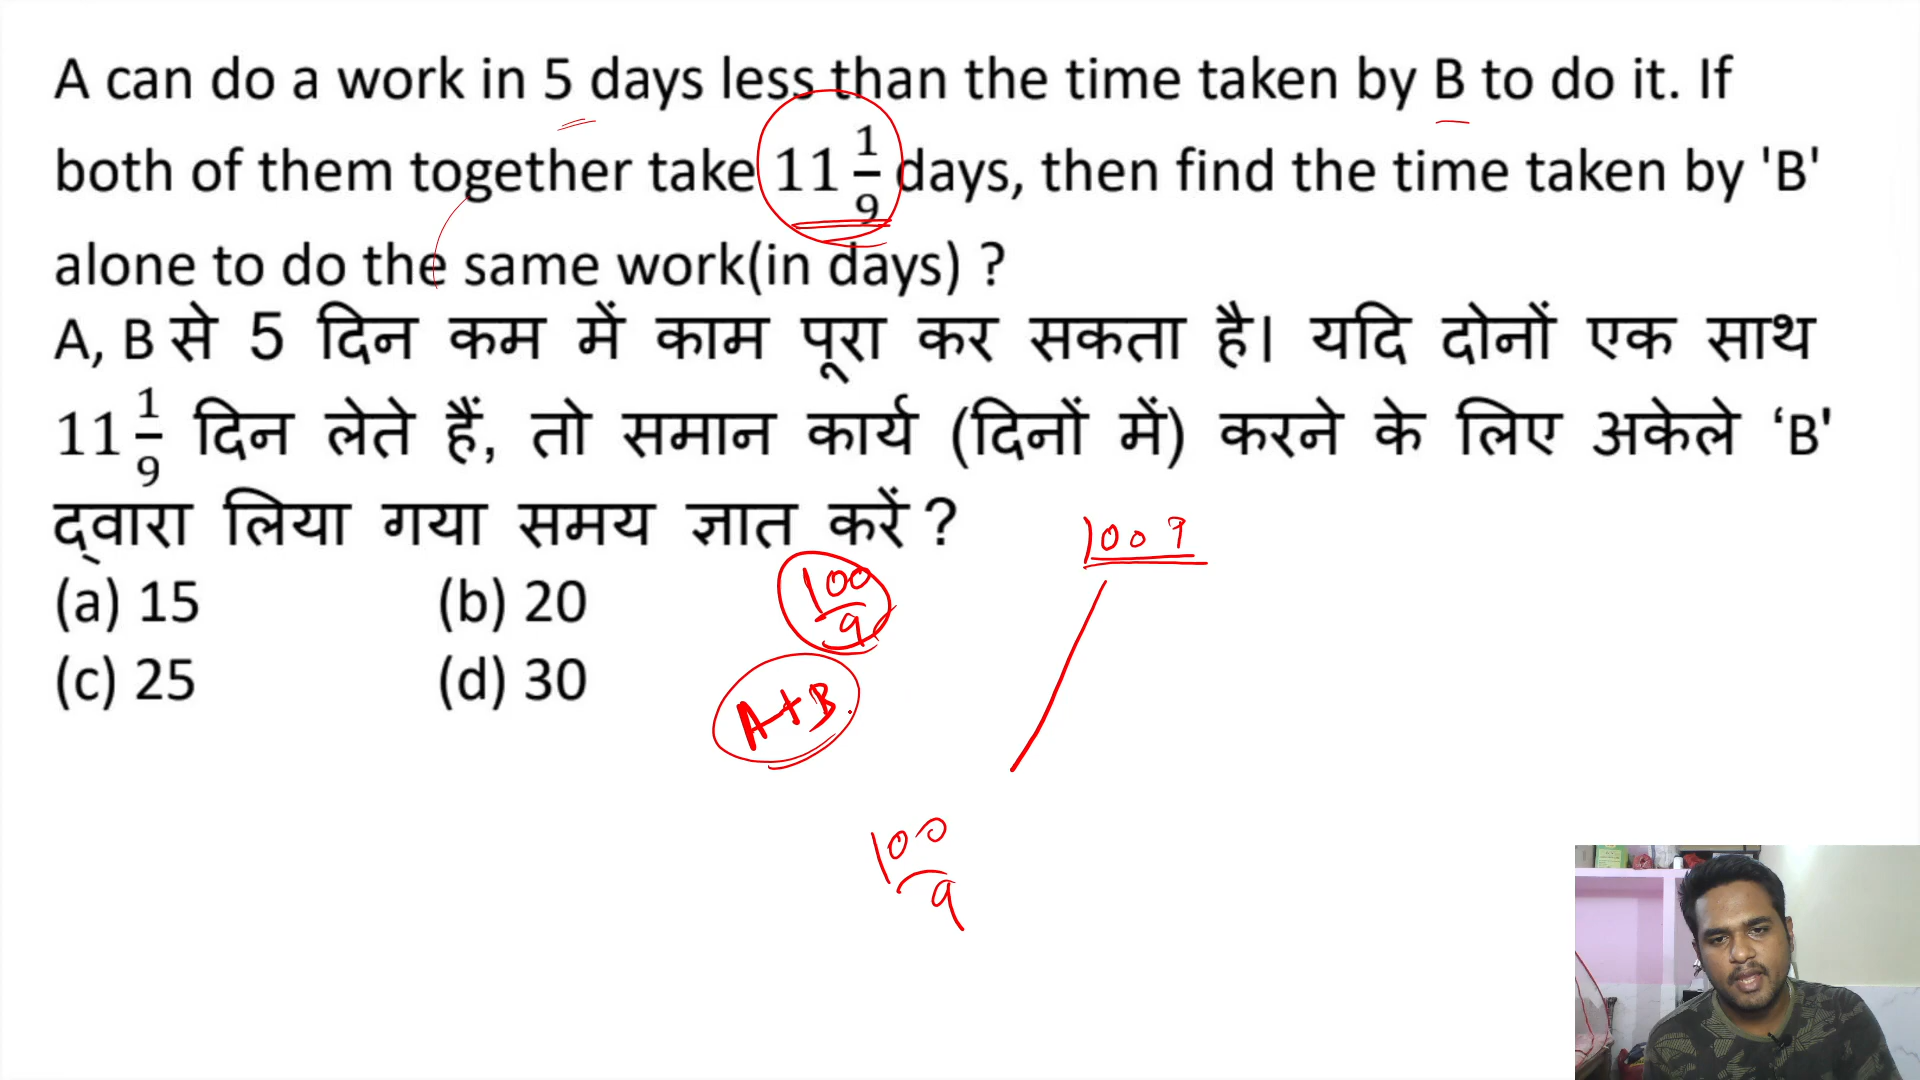 A can do a work in 5 days less than the time taken by B to do it. If
both of them together take 11 1/9 days, then find the time taken by 'B'
alone to do the same work(in days) ?
A, B से 5 दिन कम में काम पूरा कर सकता है। यदि दोनों एक साथ
11 1/9 दिन लेते हैं, तो समान कार्य (दिनों में) करने के लिए अकेले ‘B'
द्वारा लिया गया समय ज्ञात करें ?
100 9
(a) 15 (b) 20
100/9
(c) 25 (d) 30
A+B
100/9